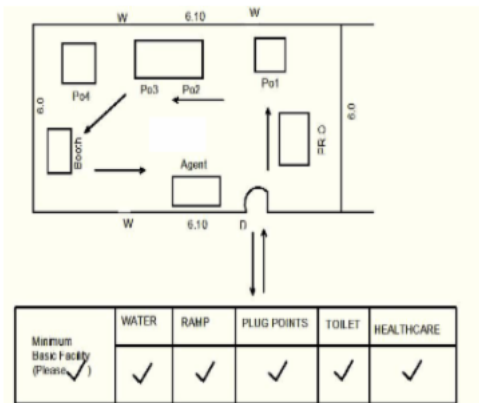 W 6.10 W
Po4
Po3 Po2
Po1
6.0
6.0
Booth
PRO
Agent
W 6.10 D
Minimum
Basic Facility
(Please ✓ )
WATER RAMP PLUG POINTS TOILET HEALTHCARE
✓ ✓ ✓ ✓ ✓